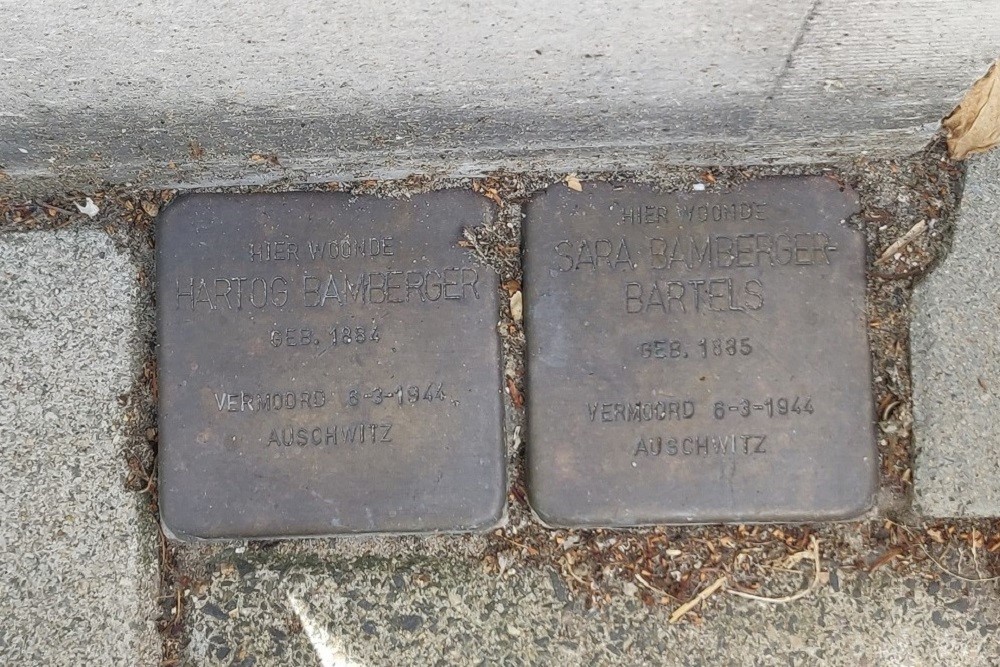 HIER WOONDE
HARTOG BAMBERGER
GEB. 1884
VERMOORD 6-3-1944
AUSCHWITZ
HIER WOONDE
SARA BAMBERGER-
BARTELS
GEB. 1885
VERMOORD 6-3-1944
AUSCHWITZ